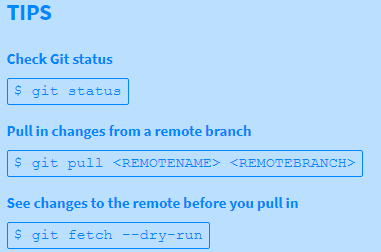 TIPS
Check Git status
$ git status
Pull in changes from a remote branch
$ git pull <REMOTENAME> <REMOTEBRANCH>
See changes to the remote before you pull in
$ git fetch --dry-run